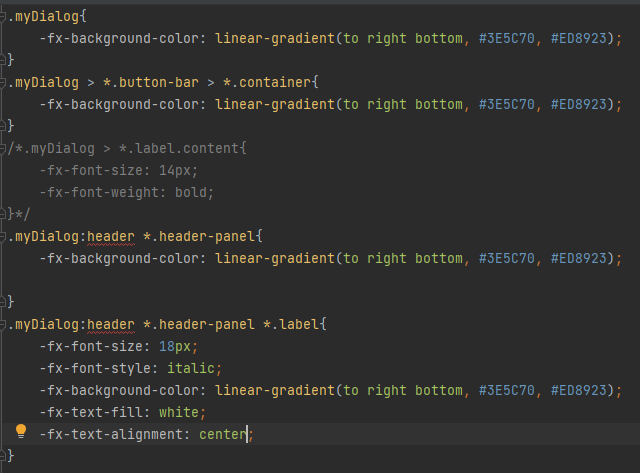 .myDialog{
    -fx-background-color: linear-gradient(to right bottom, #3E5C70, #ED8923);
}
.myDialog > *.button-bar > *.container{
    -fx-background-color: linear-gradient(to right bottom, #3E5C70, #ED8923);
}
/*.myDialog > *.label.content{
    -fx-font-size: 14px;
    -fx-font-weight: bold;
}*/
.myDialog:header *.header-panel{
    -fx-background-color: linear-gradient(to right bottom, #3E5C70, #ED8923);
}
.myDialog:header *.header-panel *.label{
    -fx-font-size: 18px;
    -fx-font-style: italic;
    -fx-background-color: linear-gradient(to right bottom, #3E5C70, #ED8923);
    -fx-text-fill: white;
    -fx-text-alignment: center;
}